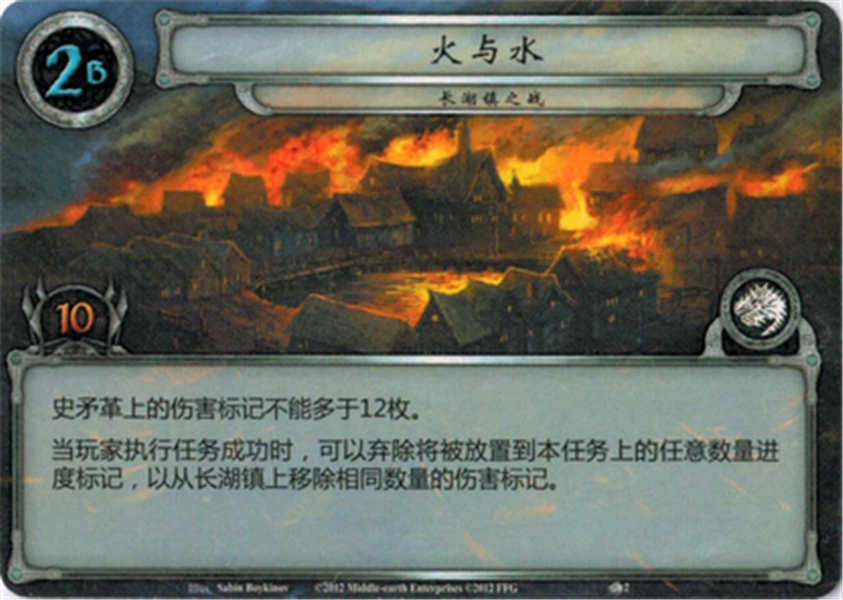 2B
火与水
长湖镇之战
10
史矛革上的伤害标记不能多于12枚。
当玩家执行任务成功时，可以弃除将被放置到本任务上的任意数量进
度标记，以从长湖镇上移除相同数量的伤害标记。
Illus. Sabin Boykinov ©2012 Middle-earth Enterprises ©2012 FFG 2